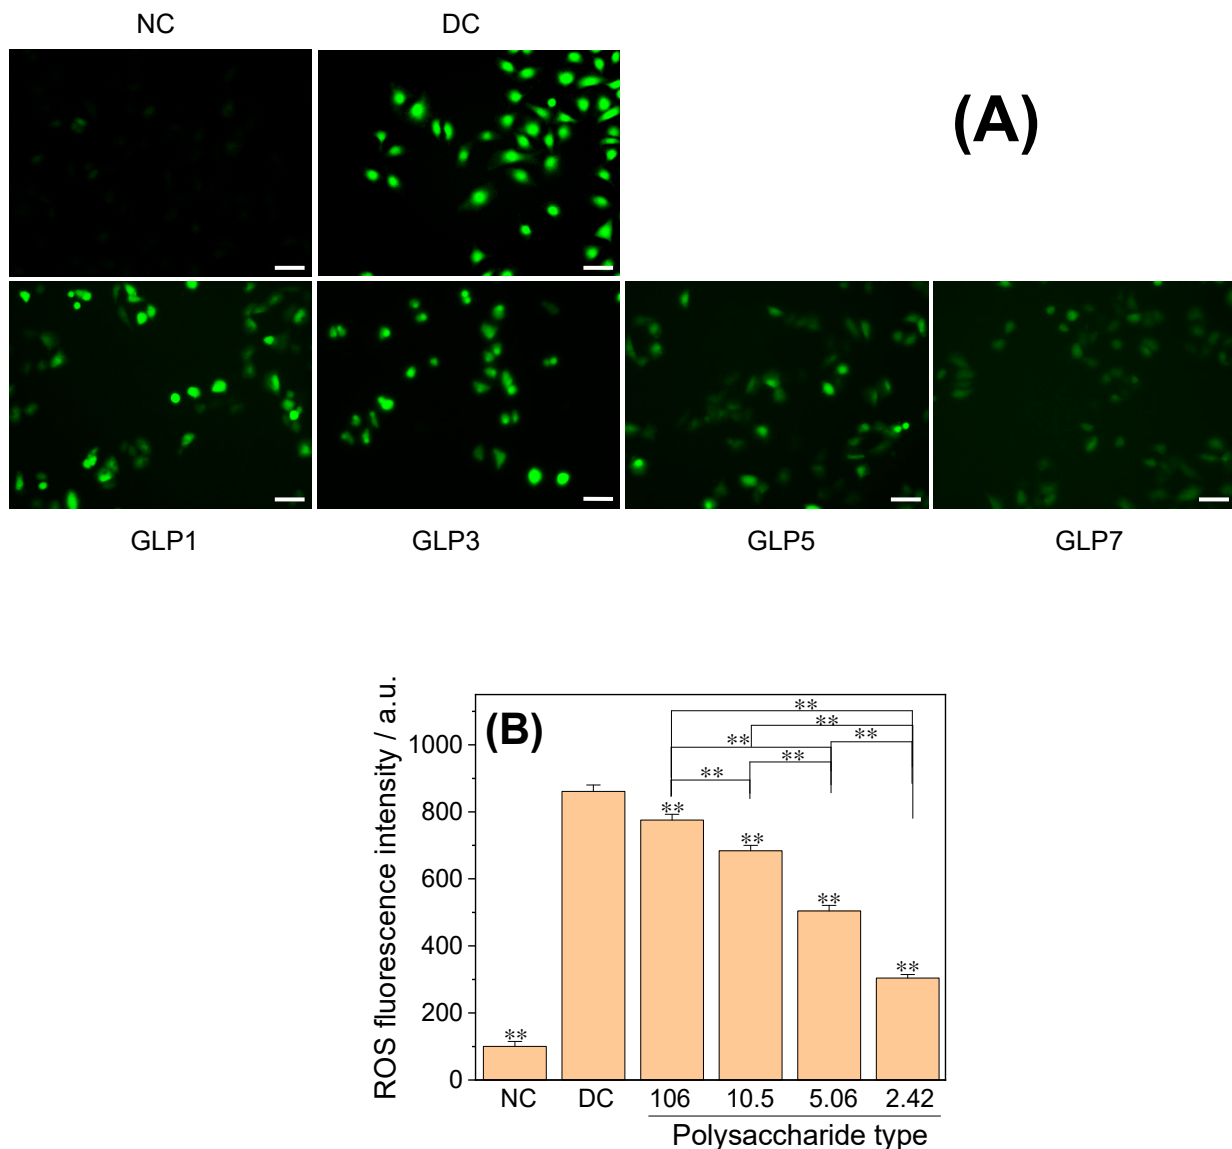 NC DC
(A)
GLP1 GLP3 GLP5 GLP7
(B)
ROS fluorescence intensity / a.u.
1000
800
600
400
200
0
**
**
**
**
**
**
**
**
**
**
**
NC DC 106 10.5 5.06 2.42
Polysaccharide type